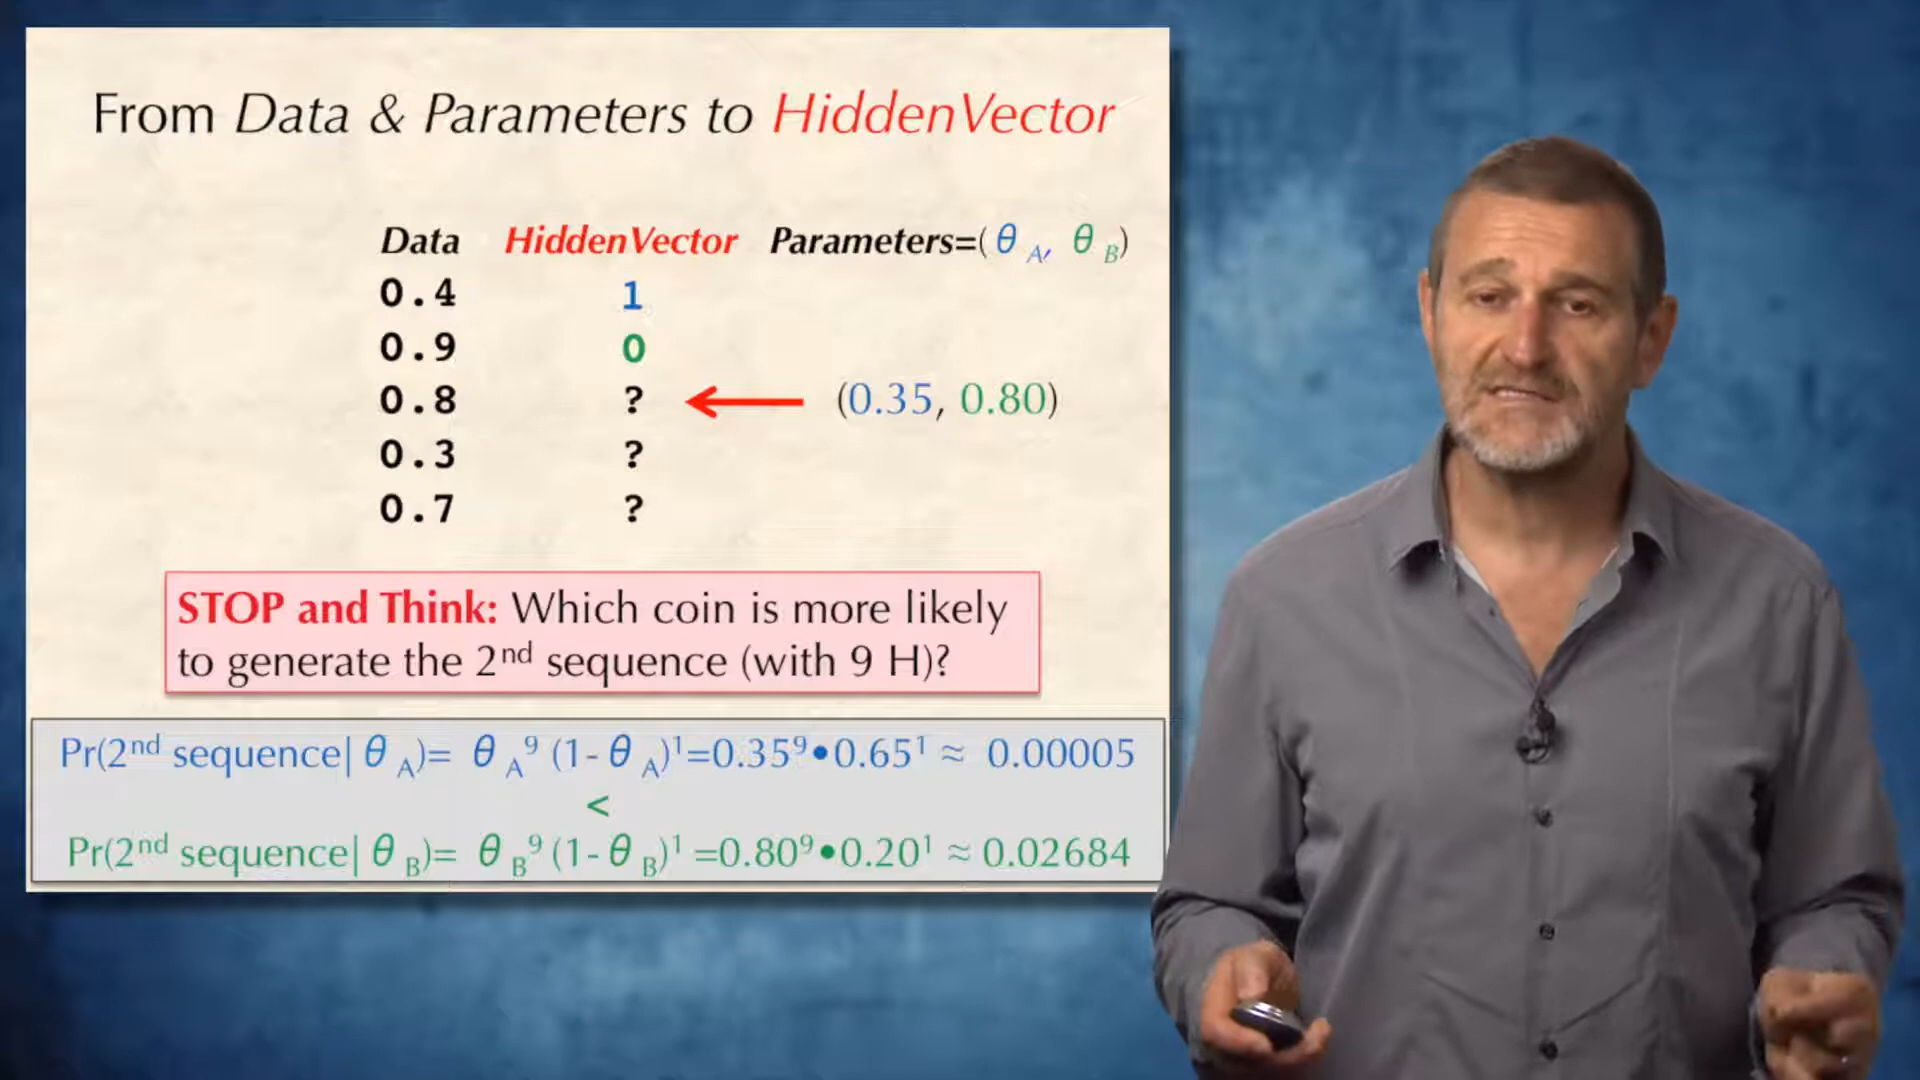 From Data & Parameters to HiddenVector
Data HiddenVector Parameters=(θ A, θ B)
0.4 1
0.9 0
0.8 ? (0.35, 0.80)
0.3 ?
0.7 ?
STOP and Think: Which coin is more likely
to generate the 2nd sequence (with 9 H)?
Pr(2nd sequence| θ A)= θ A⁹ (1-θ A)¹=0.35⁹•0.65¹ ≈ 0.00005
<
Pr(2nd sequence| θ B)= θ B⁹ (1-θ B)¹ =0.80⁹•0.20¹ ≈ 0.02684